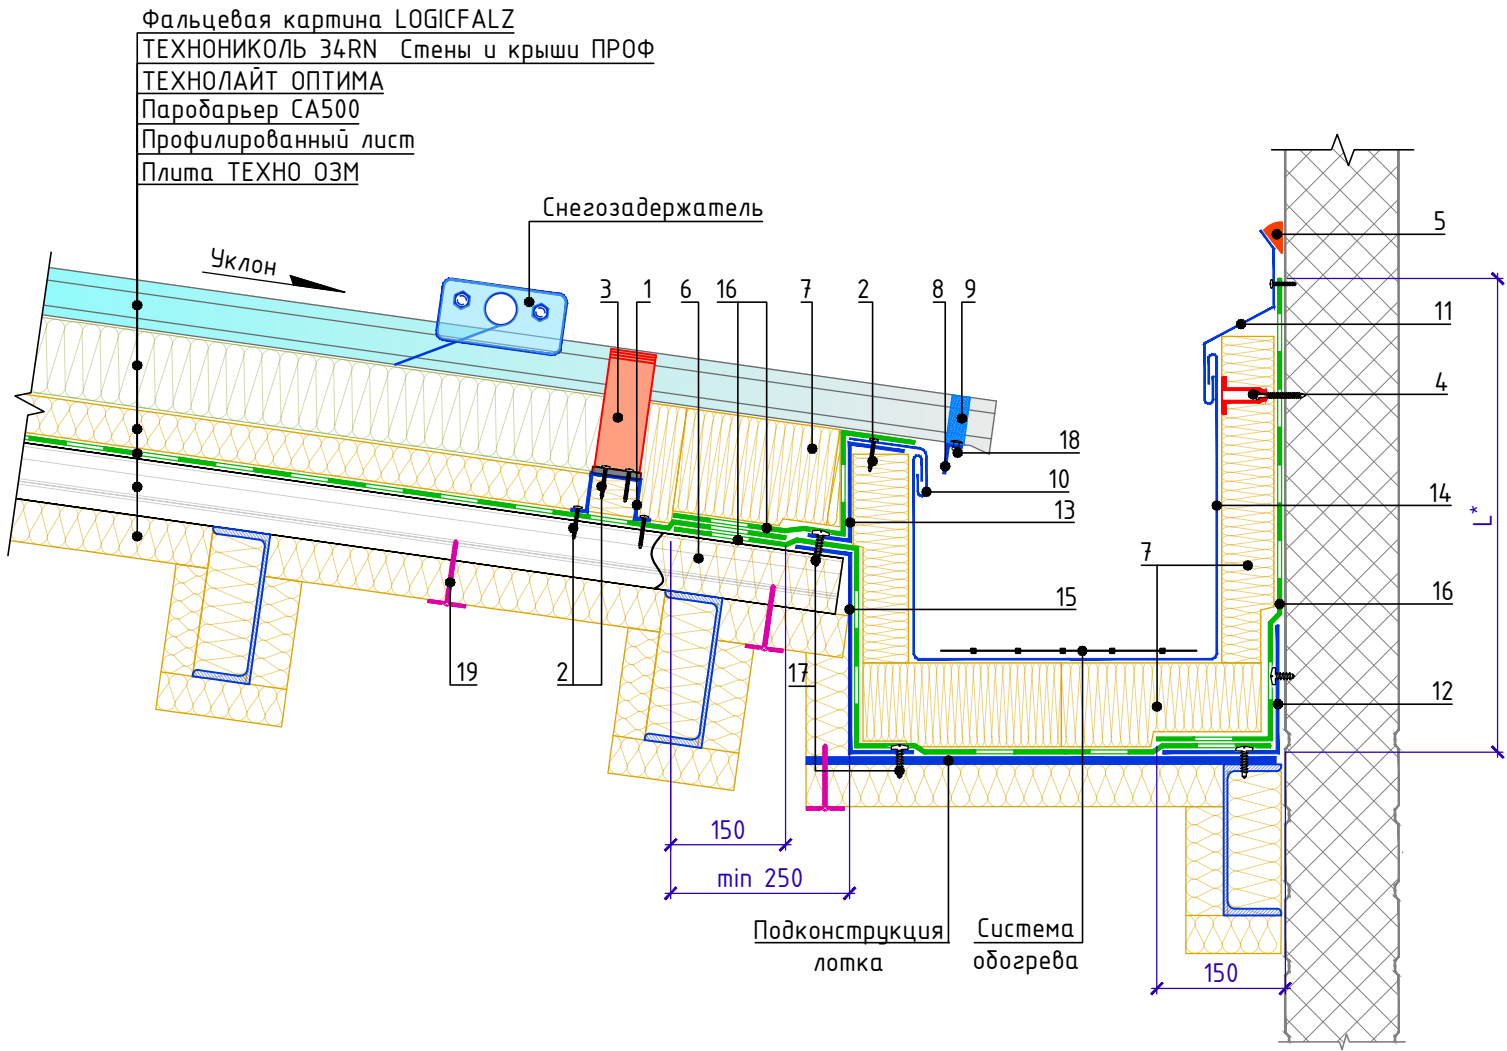 Фальцевая картина LOGICFALZ
ТЕХНОНИКОЛЬ 34RN Стены и крыши ПРОФ
ТЕХНОЛАЙТ ОПТИМА
Паробарьер СА500
Профилированный лист
Плита ТЕХНО ОЗМ
Снегозадержатель
Уклон
3 1 6 16 7 2 8 9
5
11
4
18
10
14
13
L*
7
15
16
19
2
17
12
150
min 250
Подконструкция
лотка
Система
обогрева
150